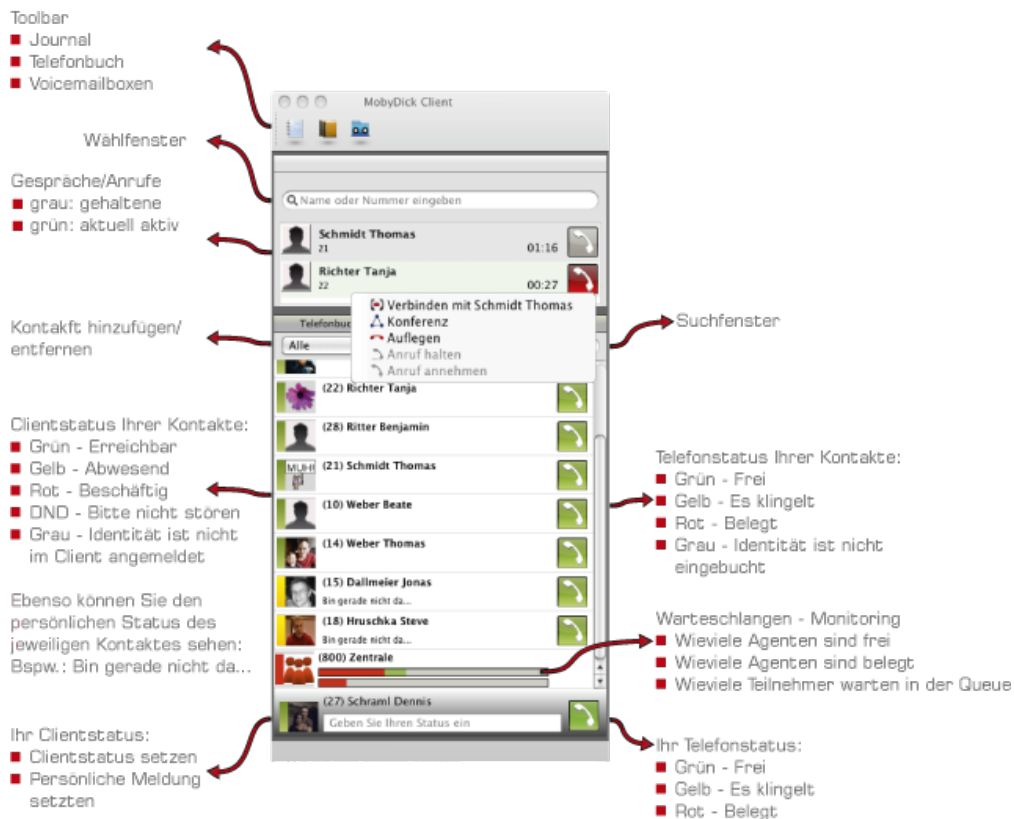 Toolbar
Journal
Telefonbuch
Voicemailboxen
Wählfenster
Gespräche/Anrufe
grau: gehaltene
grün: aktuell aktiv
Kontakft hinzufügen/
entfernen
Clientstatus Ihrer Kontakte:
Grün - Erreichbar
Gelb - Abwesend
Rot - Beschäftig
DND - Bitte nicht stören
Grau - Identität ist nicht
im Client angemeldet
Ebenso können Sie den
persönlichen Status des
jeweiligen Kontaktes sehen:
Bspw.: Bin gerade nicht da...
Ihr Clientstatus:
Clientstatus setzen
Persönliche Meldung
setzten
MobyDick Client
Name oder Nummer eingeben
Schmidt Thomas
21
01:16
Richter Tanja
22
00:27
Verbinden mit Schmidt Thomas
Konferenz
Auflegen
Anruf halten
Anruf annehmen
Telefonbuc
Alle
(22) Richter Tanja
(28) Ritter Benjamin
MUH!
(21) Schmidt Thomas
(10) Weber Beate
(14) Weber Thomas
(15) Dallmeier Jonas
Bin gerade nicht da...
(18) Hruschka Steve
Bin gerade nicht da...
(800) Zentrale
(27) Schraml Dennis
Geben Sie Ihren Status ein
Suchfenster
Telefonstatus Ihrer Kontakte:
Grün - Frei
Gelb - Es klingelt
Rot - Belegt
Grau - Identität ist nicht
eingebucht
Warteschlangen - Monitoring
Wieviele Agenten sind frei
Wieviele Agenten sind belegt
Wieviele Teilnehmer warten in der Queue
Ihr Telefonstatus:
Grün - Frei
Gelb - Es klingelt
Rot - Belegt